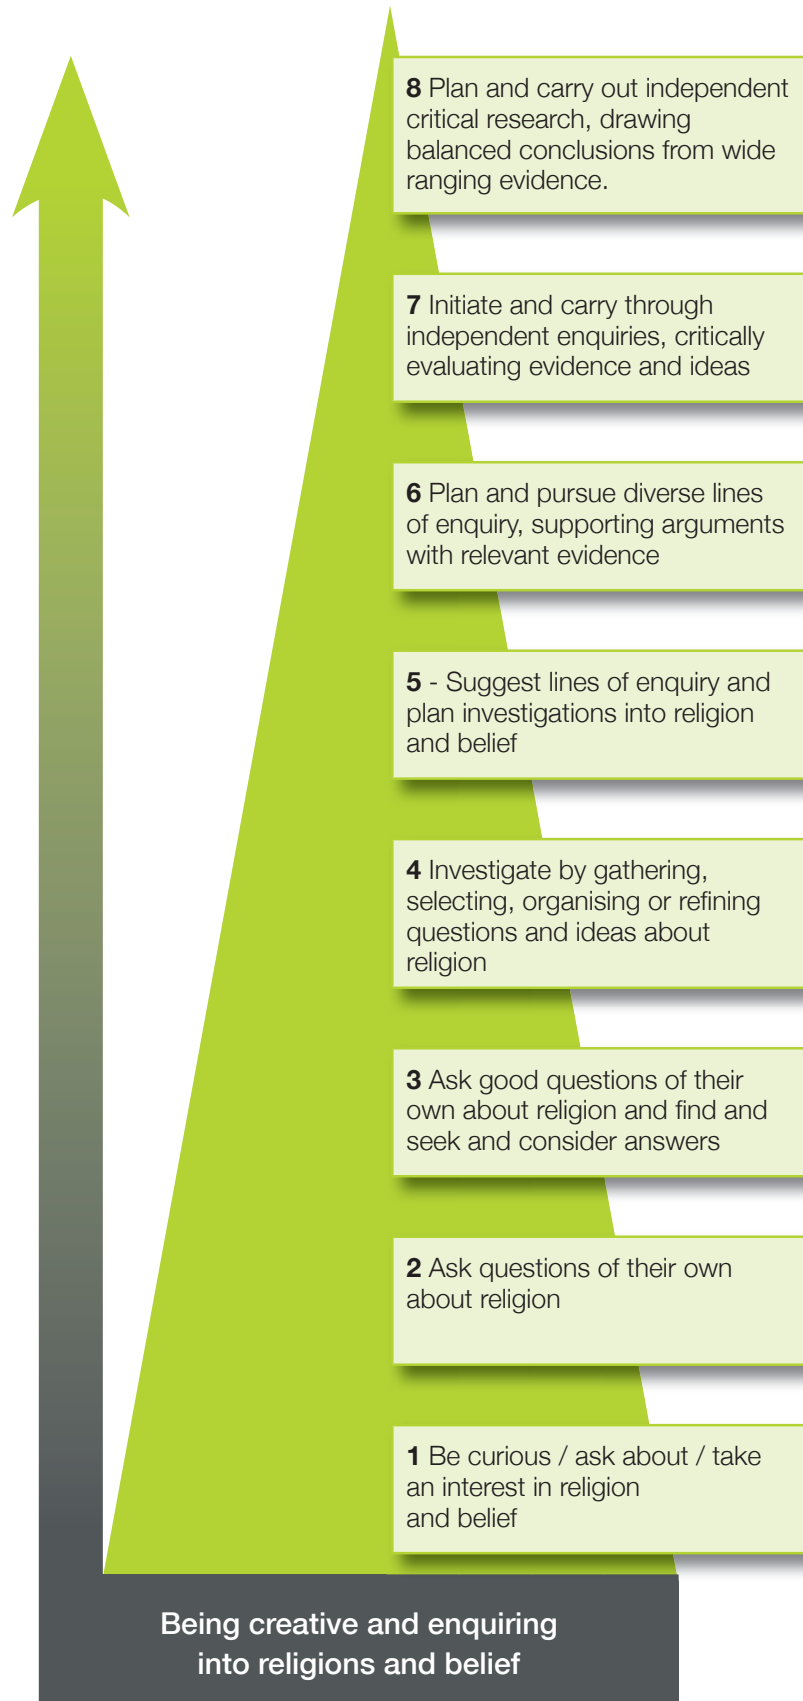 8 Plan and carry out independent
critical research, drawing
balanced conclusions from wide
ranging evidence.
7 Initiate and carry through
independent enquiries, critically
evaluating evidence and ideas
6 Plan and pursue diverse lines
of enquiry, supporting arguments
with relevant evidence
5 - Suggest lines of enquiry and
plan investigations into religion
and belief
4 Investigate by gathering,
selecting, organising or refining
questions and ideas about
religion
3 Ask good questions of their
own about religion and find and
seek and consider answers
2 Ask questions of their own
about religion
1 Be curious / ask about / take
an interest in religion
and belief
Being creative and enquiring
into religions and belief